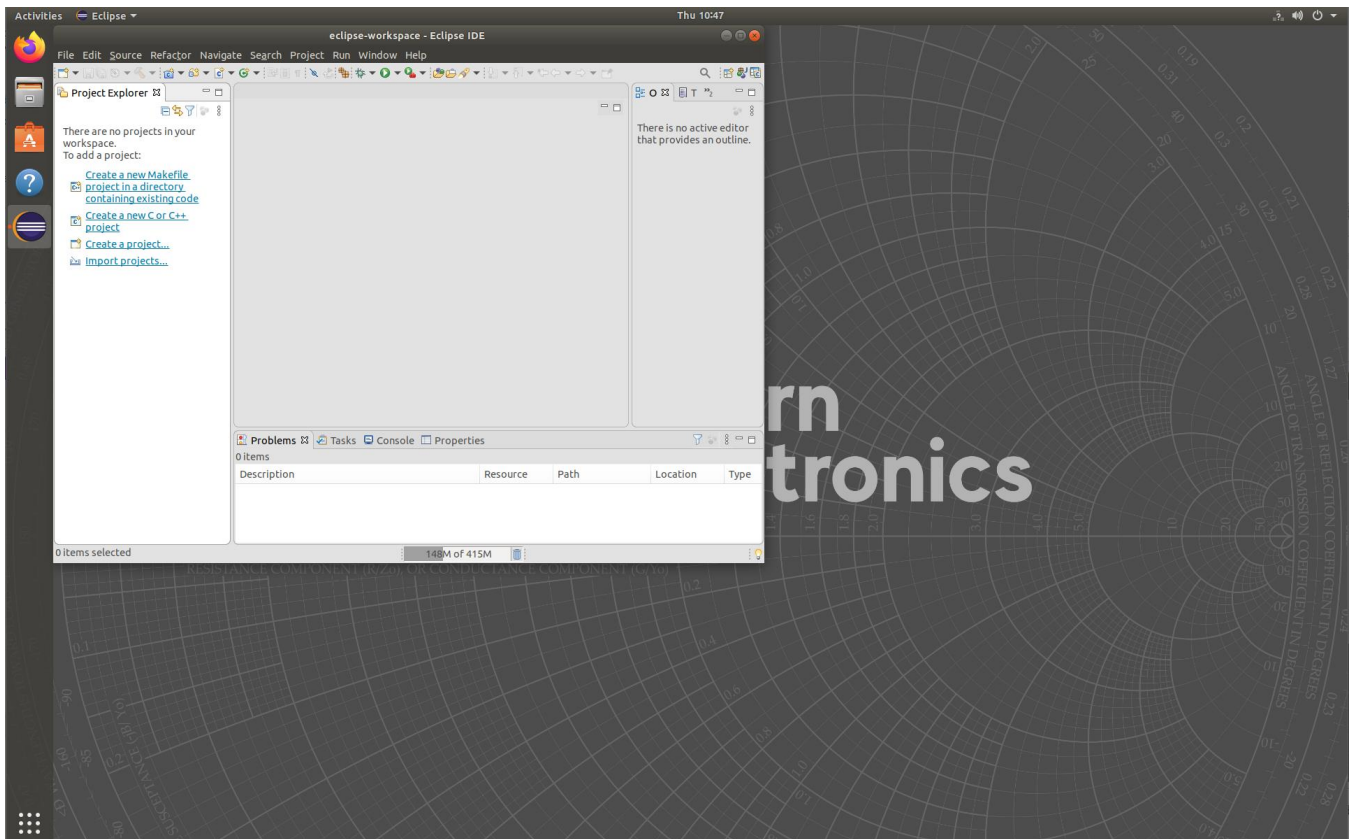 Activities Eclipse Thu 10:47
eclipse-workspace - Eclipse IDE
File Edit Source Refactor Navigate Search Project Run Window Help
Project Explorer
There are no projects in your
workspace.
To add a project:
Create a new Makefile
project in a directory
containing existing code
Create a new C or C++
project
Create a project...
Import projects...
O T 2
There is no active editor
that provides an outline.
Problems Tasks Console Properties
0 items
Description Resource Path Location Type
0 items selected
148M of 415M
rn
tronics
RESISTANCE COMPONENT (R/Zo), OR CONDUCTANCE COMPONENT (G/Yo)
ANGLE OF TRANSMISSION COEFFICIENT IN DEGREES
ANGLE OF REFLECTION COEFFICIENT IN DEGREES